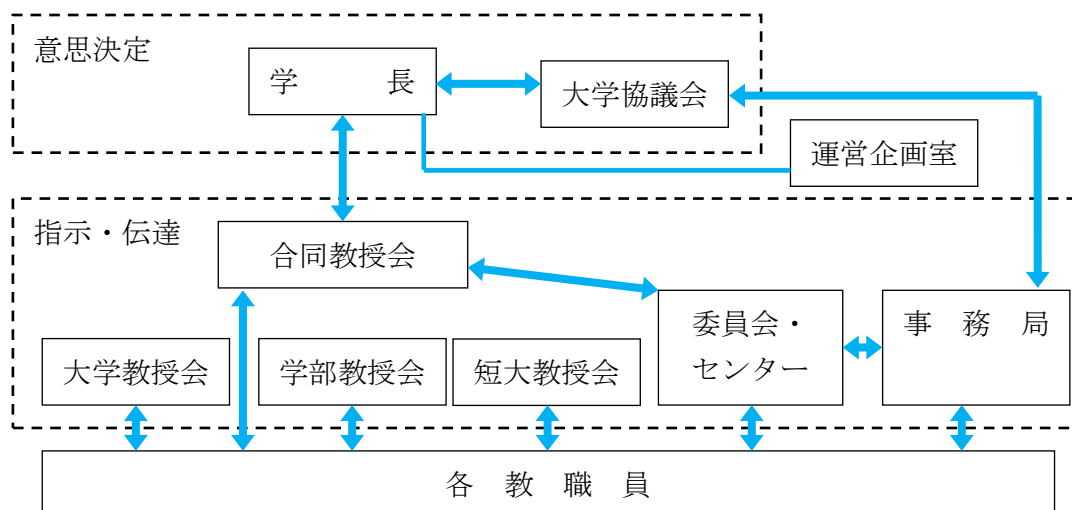 意思決定
学　　　長
大学協議会
運営企画室
指示・伝達
合同教授会
委員会・
センター
事　務　局
大学教授会
学部教授会
短大教授会
各　教　職　員